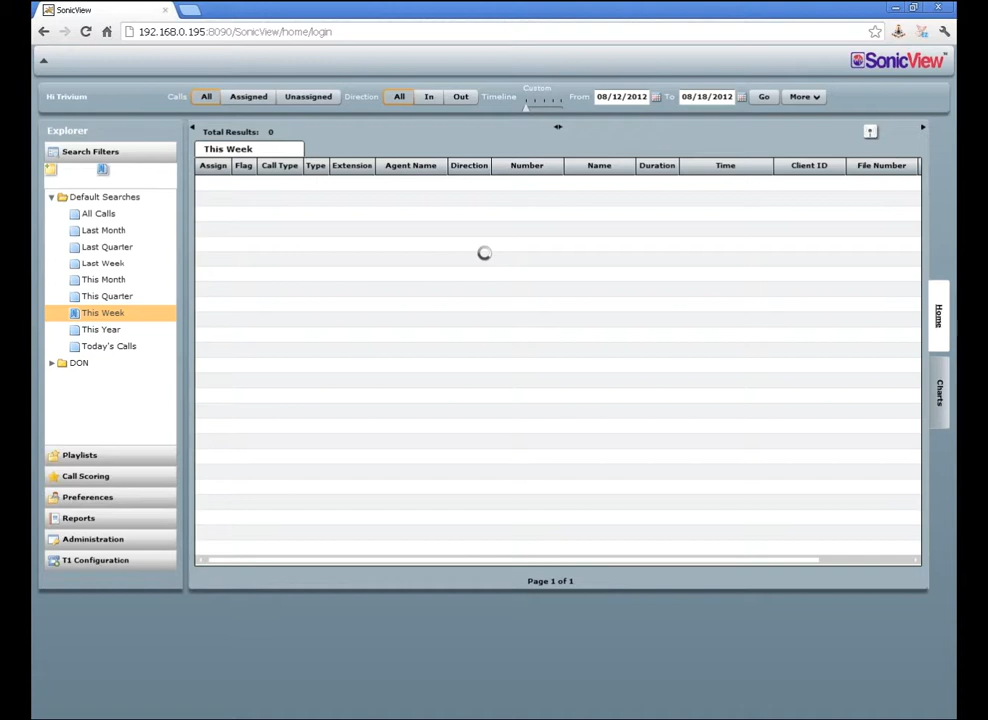 SonicView
192.168.0.195:8090/SonicView/home/login
SonicView™
Hi Trivium Calls All Assigned Unassigned Direction All In Out Timeline Custom From 08/12/2012 To 08/18/2012 Go More
Explorer
Total Results: 0
Search Filters
This Week
Assign Flag Call Type Type Extension Agent Name Direction Number Name Duration Time Client ID File Number
Default Searches
All Calls
Last Month
Last Quarter
Last Week
This Month
This Quarter
This Week
This Year
Today's Calls
DON
Home
Charts
Playlists
Call Scoring
Preferences
Reports
Administration
T1 Configuration
Page 1 of 1